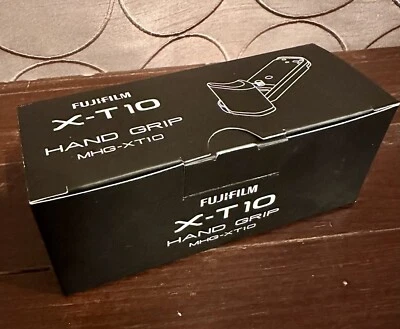 FUJIFILM
X-T10
HAND GRIP
MHG-XT10
FUJIFILM
X-T10
HAND GRIP
MHG-XT10